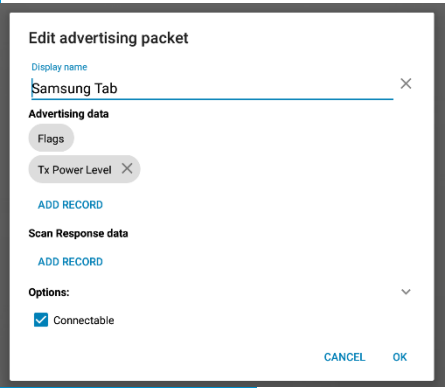 Edit advertising packet
Display name
Samsung Tab
Advertising data
Flags
Tx Power Level
ADD RECORD
Scan Response data
ADD RECORD
Options:
Connectable
CANCEL OK